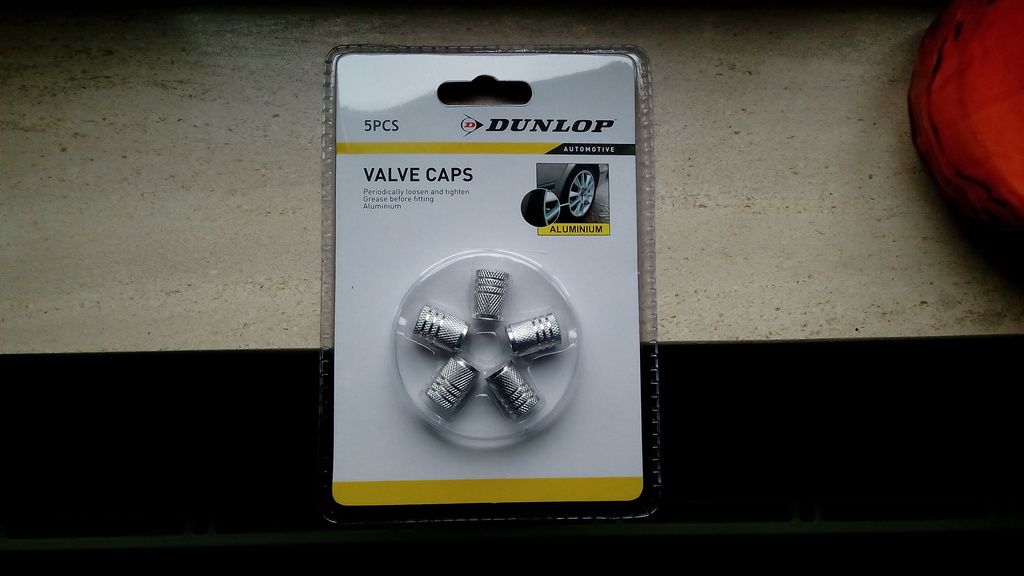 5PCS
D DUNLOP
AUTOMOTIVE
VALVE CAPS
Periodically loosen and tighten
Grease before fitting
Aluminium
ALUMINIUM